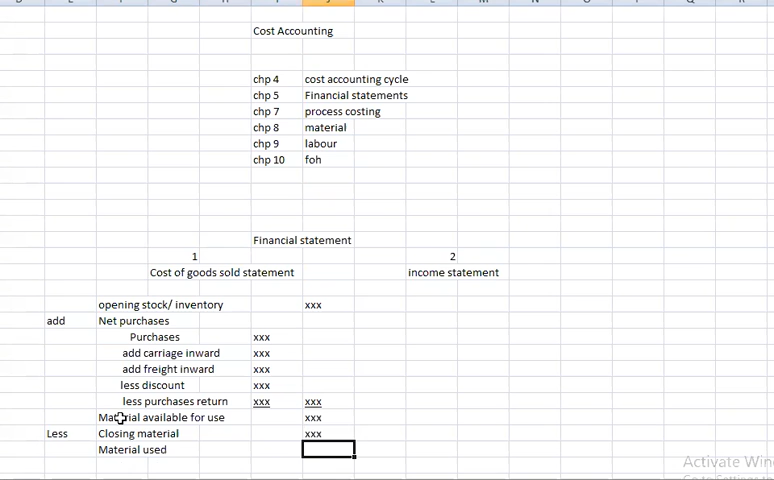 Cost Accounting
chp 4 cost accounting cycle
chp 5 Financial statements
chp 7 process costing
chp 8 material
chp 9 labour
chp 10 foh
Financial statement
1 2
Cost of goods sold statement income statement
opening stock/ inventory xxx
add Net purchases
Purchases xxx
add carriage inward xxx
add freight inward xxx
less discount xxx
less purchases return xxx xxx
Material available for use xxx
Less Closing material xxx
Material used
Activate Win